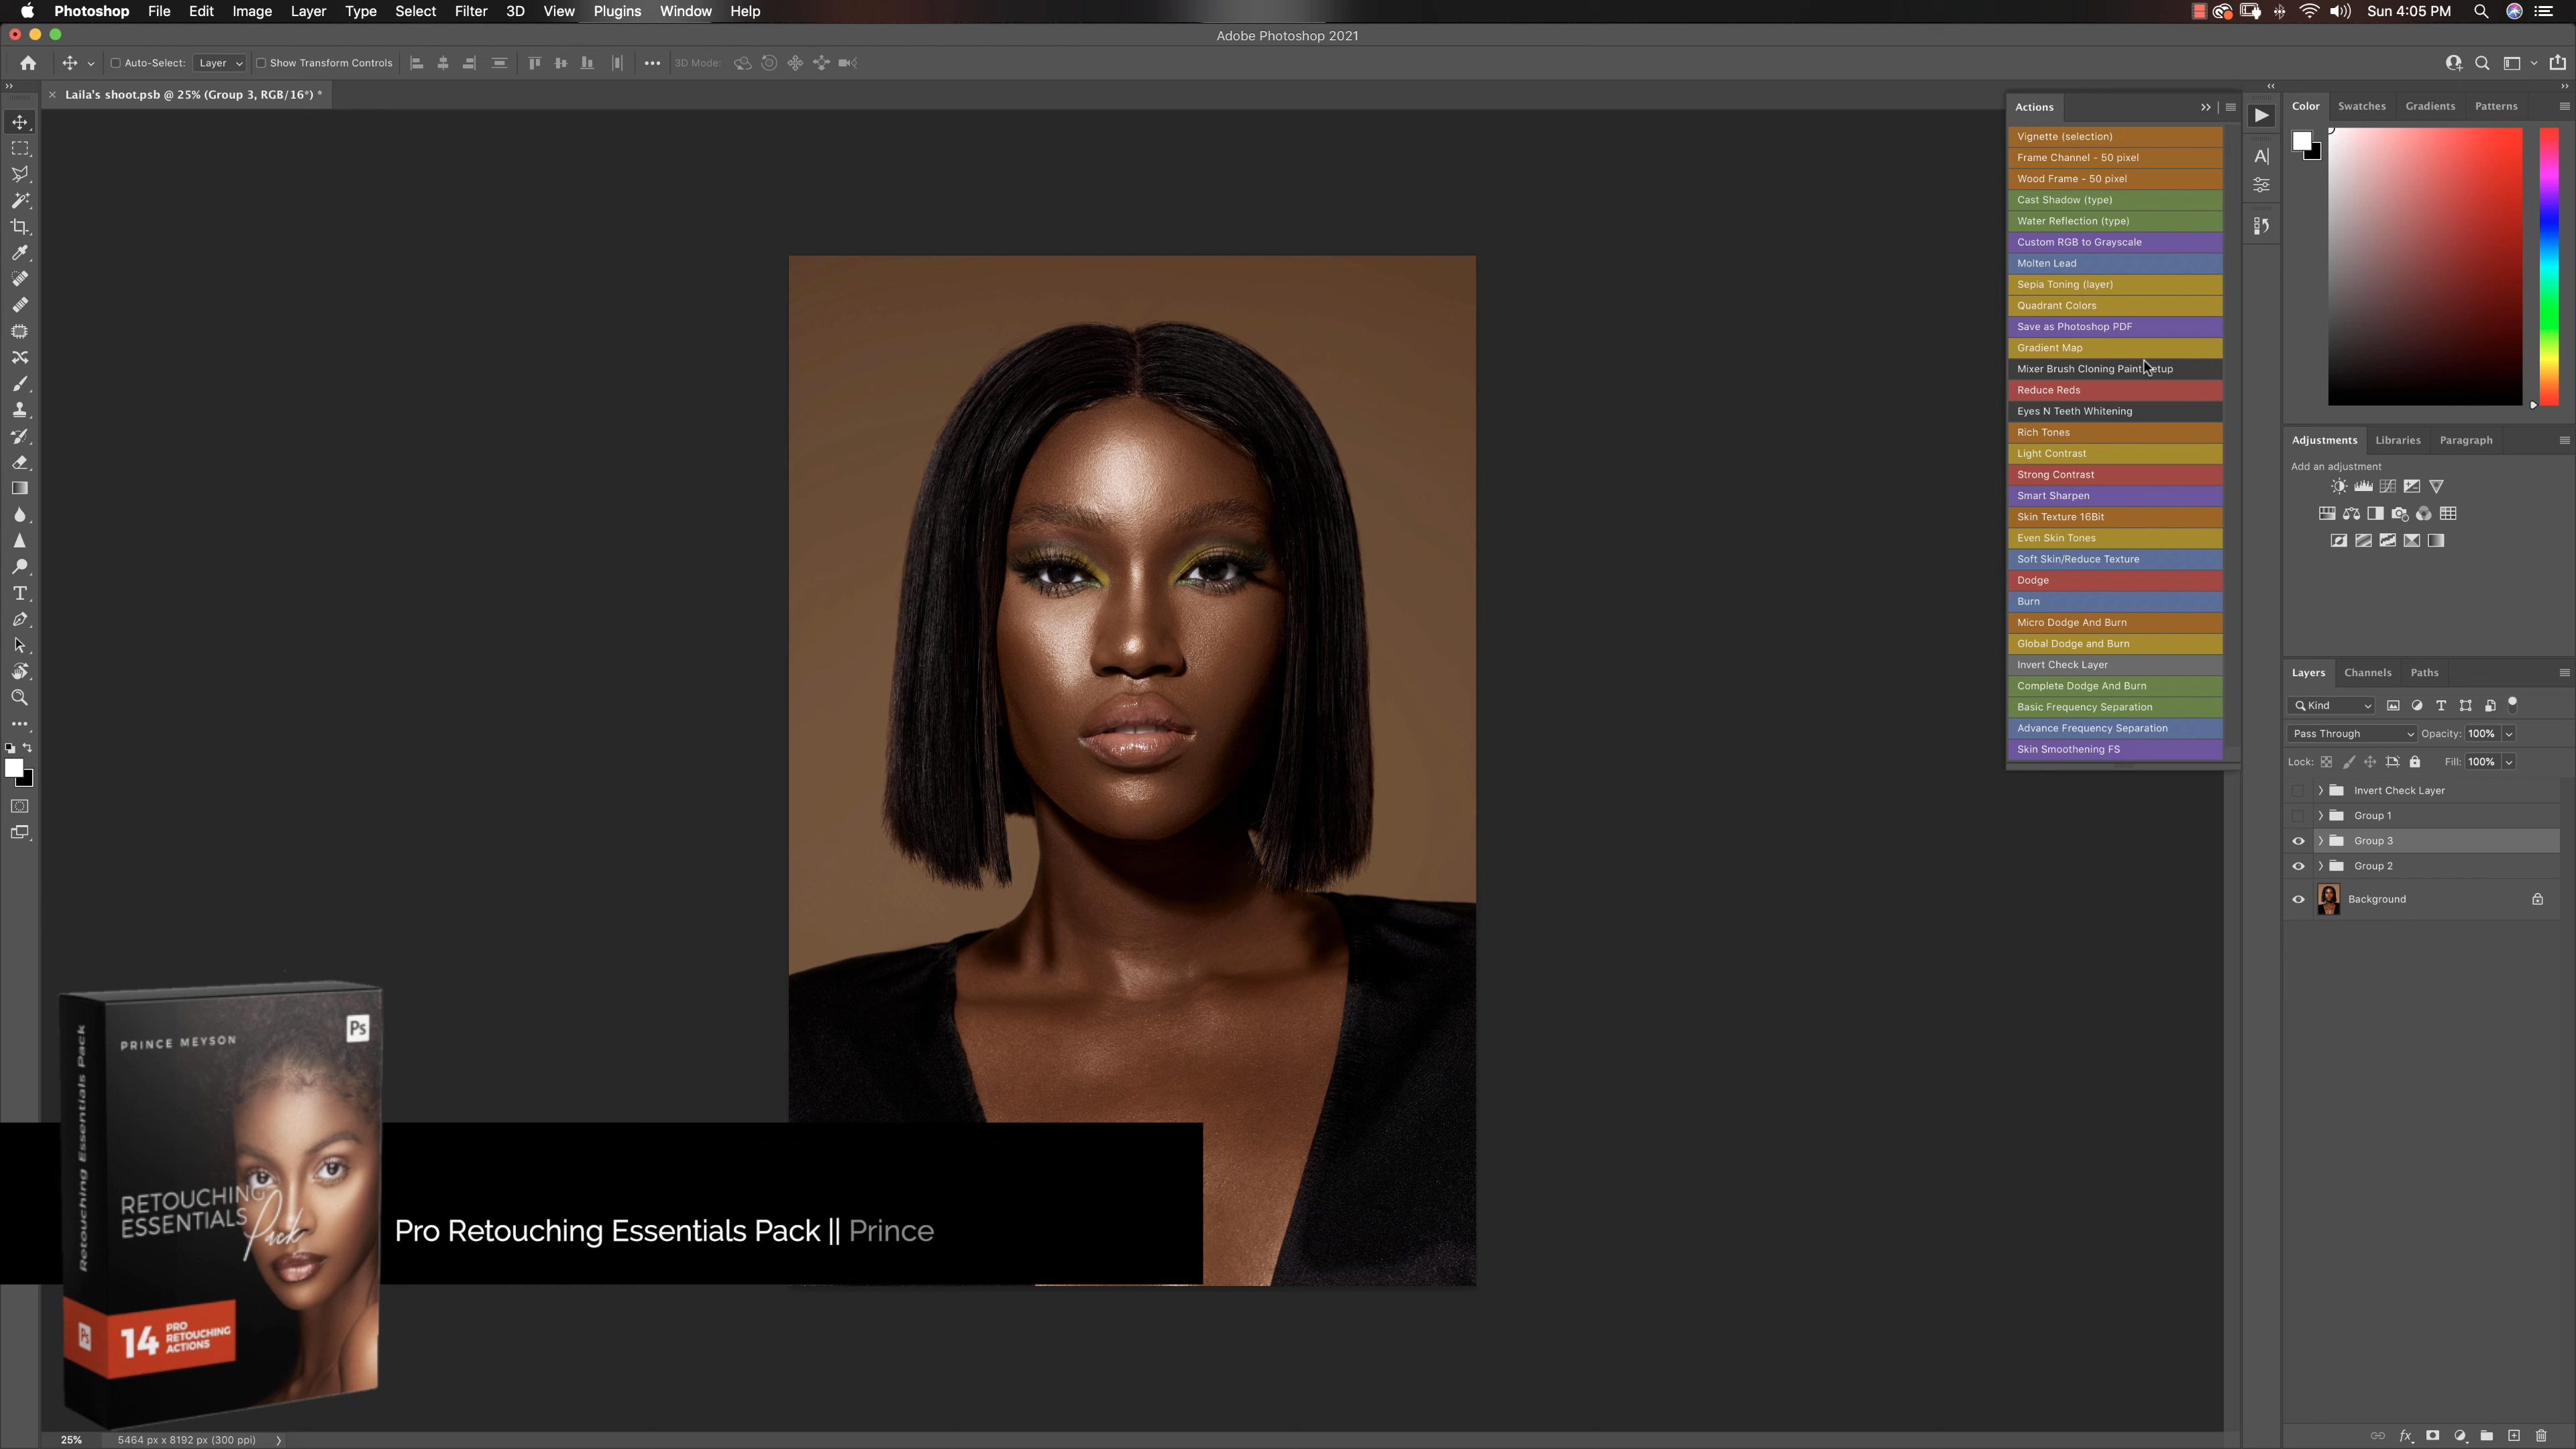 Photoshop File Edit Image Layer Type Select Filter 3D View Plugins Window Help Sun 4:05 PM
Adobe Photoshop 2021
Auto-Select: Layer Show Transform Controls 3D Mode:
Laila's shoot.psb @ 25% (Group 3, RGB/16*) *
Actions
Vignette (selection)
Frame Channel - 50 pixel
Wood Frame - 50 pixel
Cast Shadow (type)
Water Reflection (type)
Custom RGB to Grayscale
Molten Lead
Sepia Toning (layer)
Quadrant Colors
Save as Photoshop PDF
Gradient Map
Mixer Brush Cloning Paint etup
Reduce Reds
Eyes N Teeth Whitening
Rich Tones
Light Contrast
Strong Contrast
Smart Sharpen
Skin Texture 16Bit
Even Skin Tones
Soft Skin/Reduce Texture
Dodge
Burn
Micro Dodge And Burn
Global Dodge and Burn
Invert Check Layer
Complete Dodge And Burn
Basic Frequency Separation
Advance Frequency Separation
Skin Smoothening FS
Color Swatches Gradients Patterns
Adjustments Libraries Paragraph
Add an adjustment
Layers Channels Paths
Kind
Pass Through Opacity: 100%
Lock: Fill: 100%
Invert Check Layer
Group 1
Group 3
Group 2
Background
Retouching Essentials Pack
PRINCE MEYSON
Ps
RETOUCHING
ESSENTIALS
Pack
Ps
14
PRO
RETOUCHING
ACTIONS
Pro Retouching Essentials Pack || Prince
25% 5464 px x 8192 px (300 ppi)